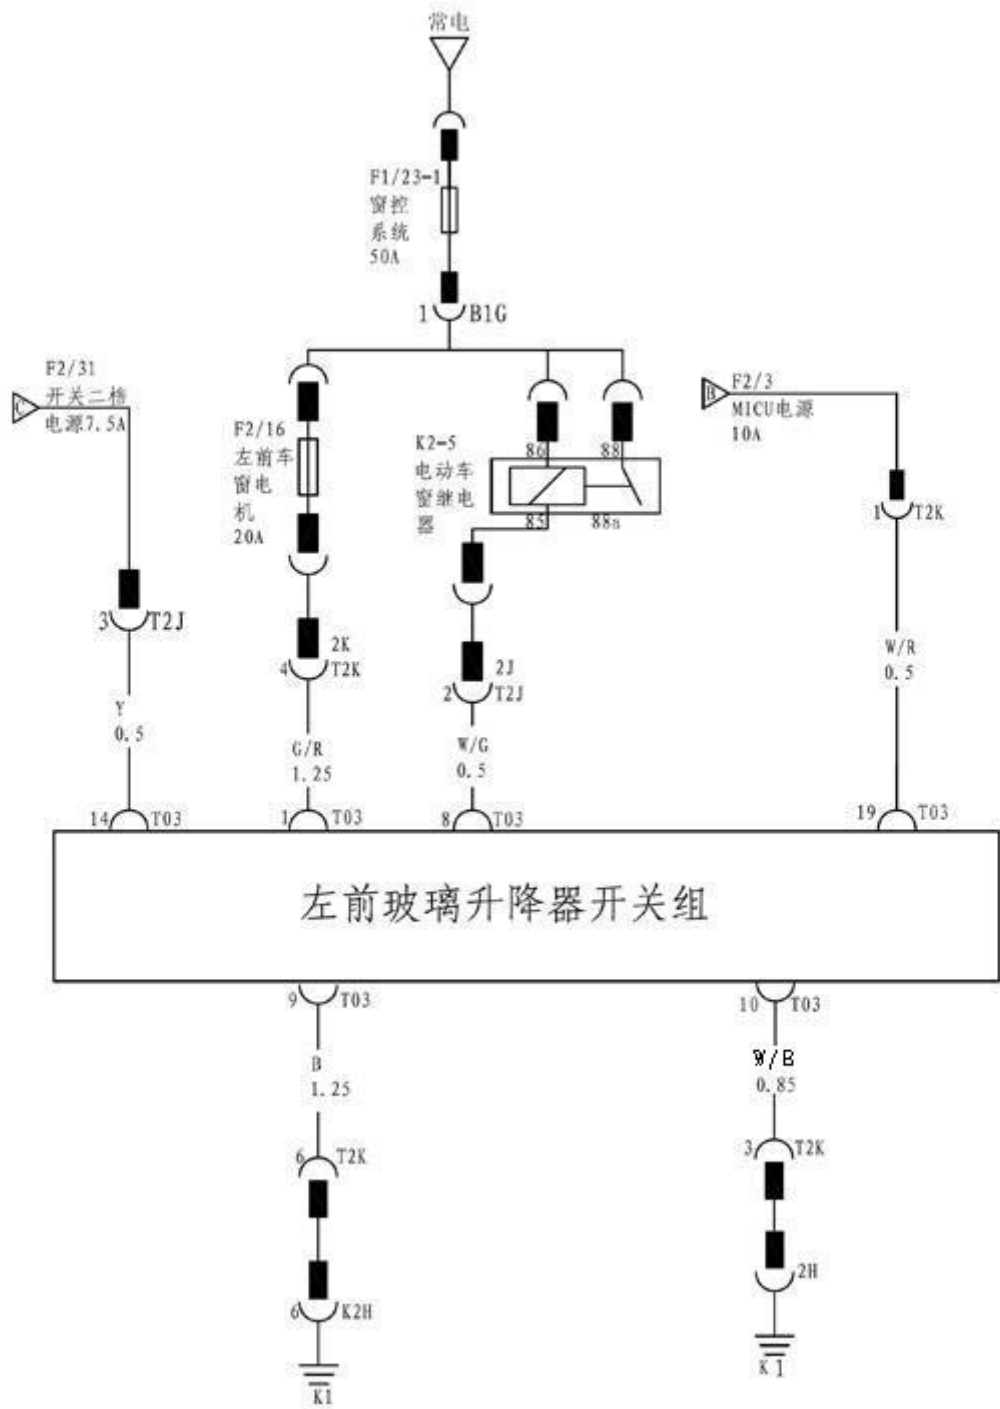 常电
F1/23-1
窗控
系统
50A
1 B1G
F2/31
开关二档
电源7.5A
C
F2/16
左前车
窗电
机
20A
K2-5
电动车
窗继电
器
86
88
85
88a
B
F2/3
MICU电源
10A
1 T2K
3 T2J
2K
4 T2K
2J
2 T2J
W/R
0.5
Y
0.5
G/R
1.25
W/G
0.5
14 T03
1 T03
8 T03
19 T03
左前玻璃升降器开关组
9 T03
10 T03
B
1.25
W/B
0.85
6 T2K
3 T2K
2H
6 K2H
K1
K1